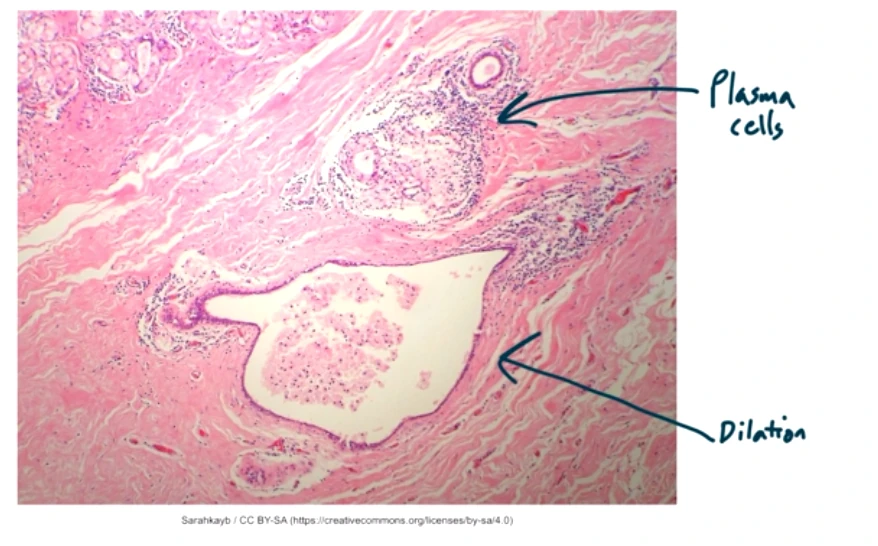 Plasma
cells
Dilation
Sarahkayb / CC BY-SA (https://creativecommons.org/licenses/by-sa/4.0)